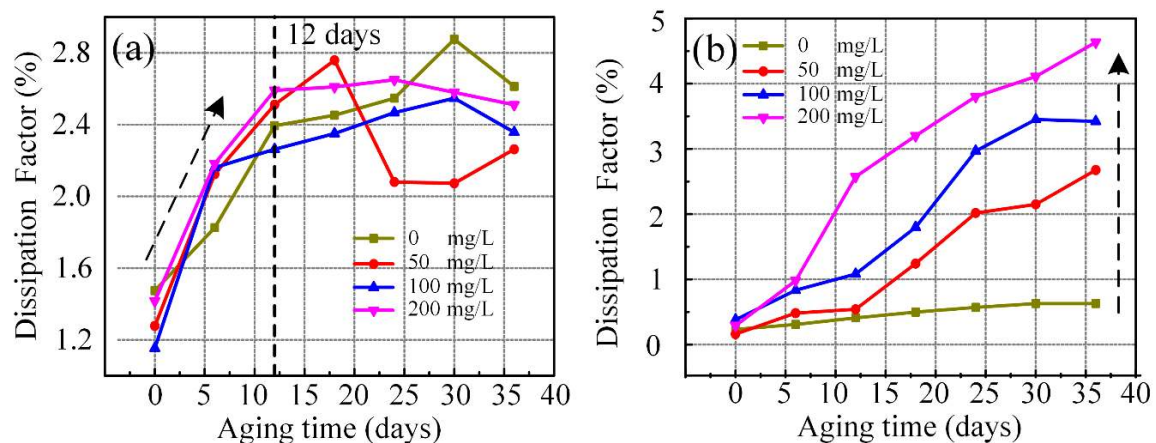 (a)
12 days
Dissipation Factor (%)
2.8
2.4
2.0
1.6
1.2
0 mg/L
50 mg/L
100 mg/L
200 mg/L
0 5 10 15 20 25 30 35 40
Aging time (days)
(b)
Dissipation Factor (%)
5
4
3
2
1
0
0 mg/L
50 mg/L
100 mg/L
200 mg/L
0 5 10 15 20 25 30 35 40
Aging time (days)